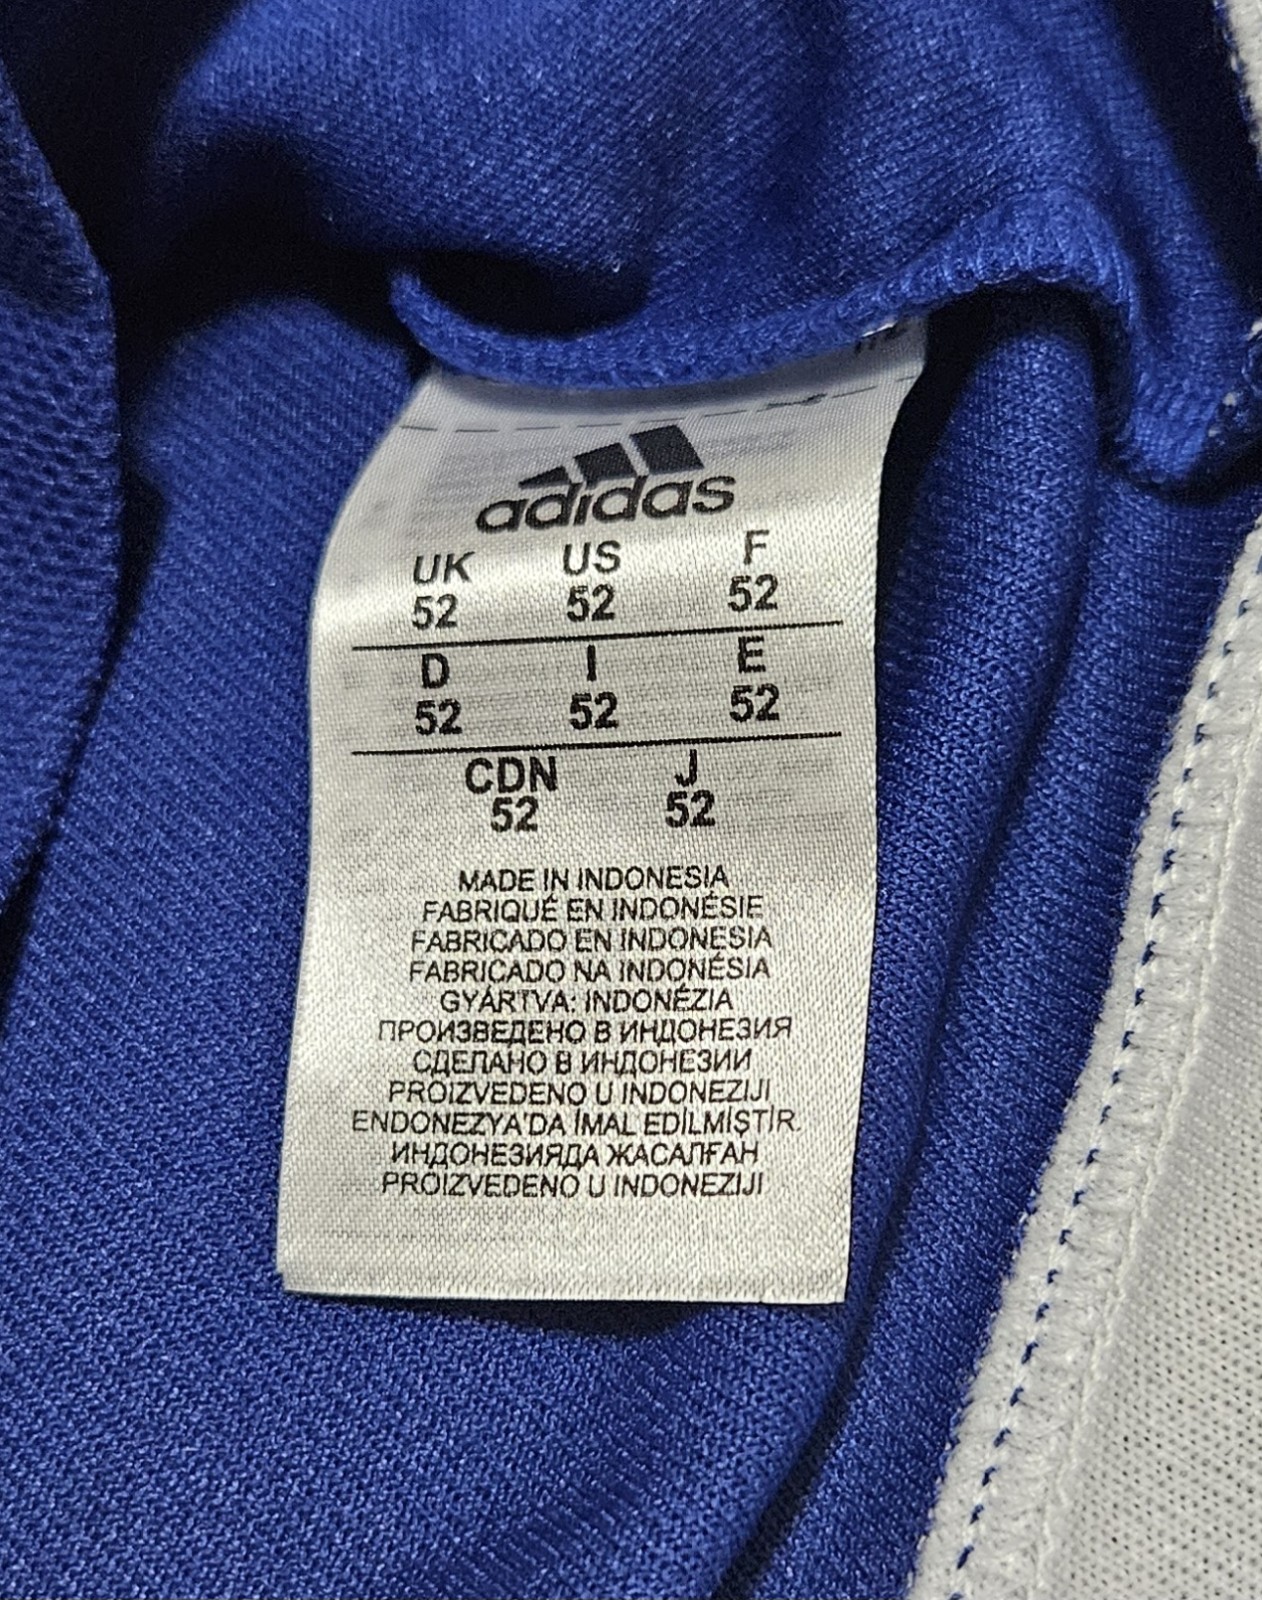 adidas
UK US F
52 52 52
D I E
52 52 52
CDN J
52 52
MADE IN INDONESIA
FABRIQUÉ EN INDONÉSIE
FABRICADO EN INDONESIA
FABRICADO NA INDONÉSIA
GYÁRTVA: INDONÉZIA
ПРОИЗВЕДЕНО В ИНДОНЕЗИЯ
СДЕЛАНО В ИНДОНЕЗИИ
PROIZVEDENO U INDONEZIJI
ENDONEZYA'DA İMAL EDİLMİŞTİR.
ИНДОНЕЗИЯДА ЖАСАЛҒАН
PROIZVEDENO U INDONEZIJI